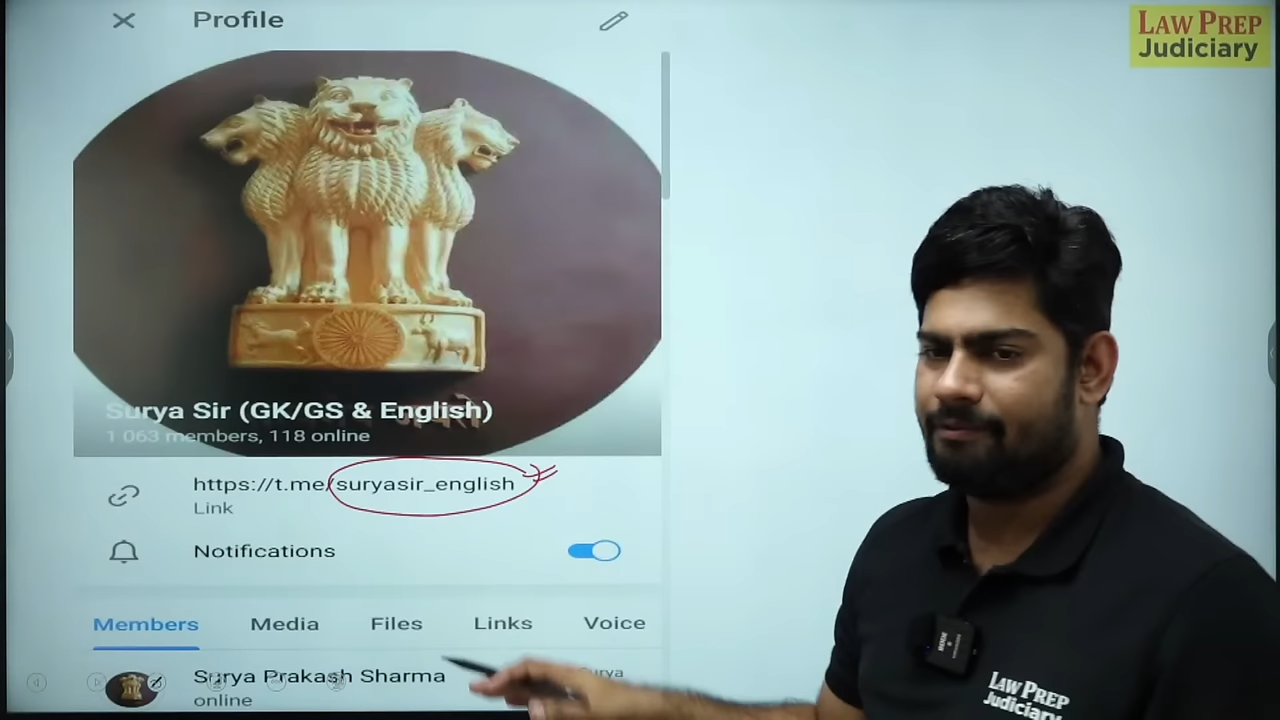 Profile
LAW PREP
Judiciary
Surya Sir (GK/GS & English)
1 063 members, 118 online
https://t.me/suryasir_english
Link
Notifications
Members Media Files Links Voice
Surya Prakash Sharma
Surya
online
LAW PREP
Judiciary